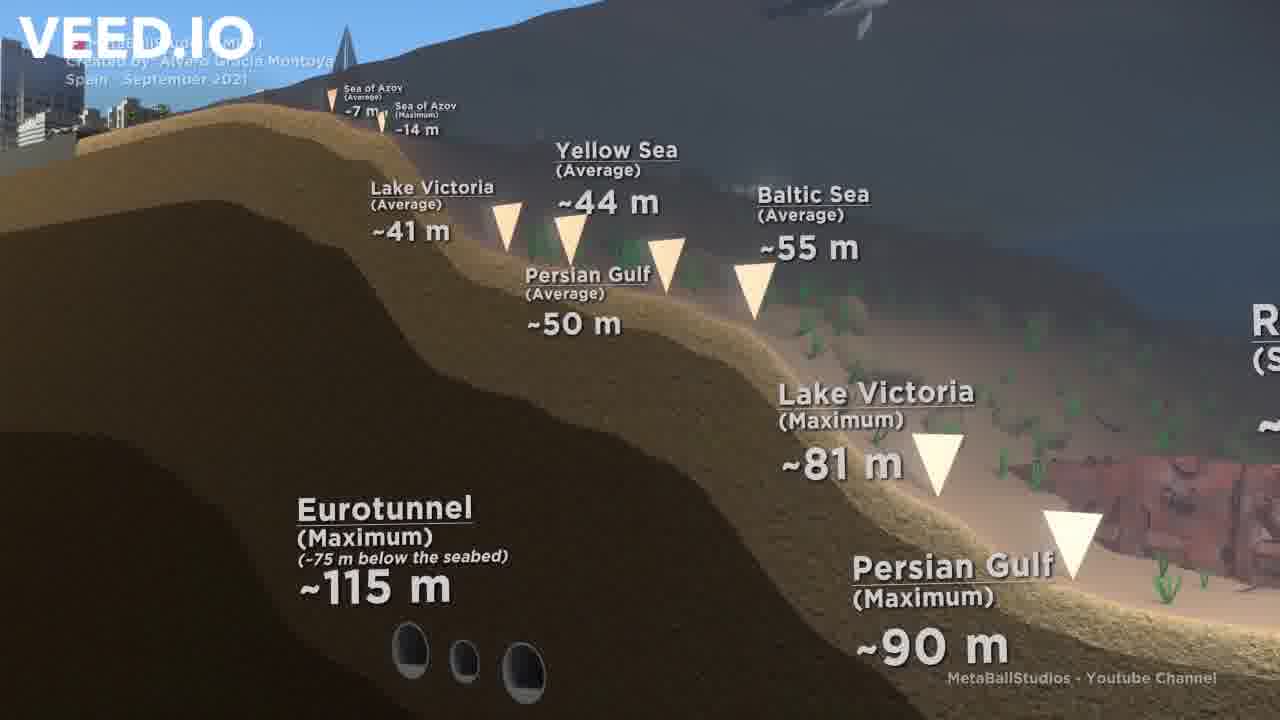 VEED.IO
Created by Alvaro Gracia Montoya
Spain - September 2021
Sea of Azov
(Average)
~7 m
Sea of Azov
(Maximum)
~14 m
Yellow Sea
(Average)
~44 m
Lake Victoria
(Average)
~41 m
Baltic Sea
(Average)
~55 m
Persian Gulf
(Average)
~50 m
Lake Victoria
(Maximum)
~81 m
Eurotunnel
(Maximum)
(~75 m below the seabed)
~115 m
Persian Gulf
(Maximum)
~90 m
MetaBallStudios - Youtube Channel